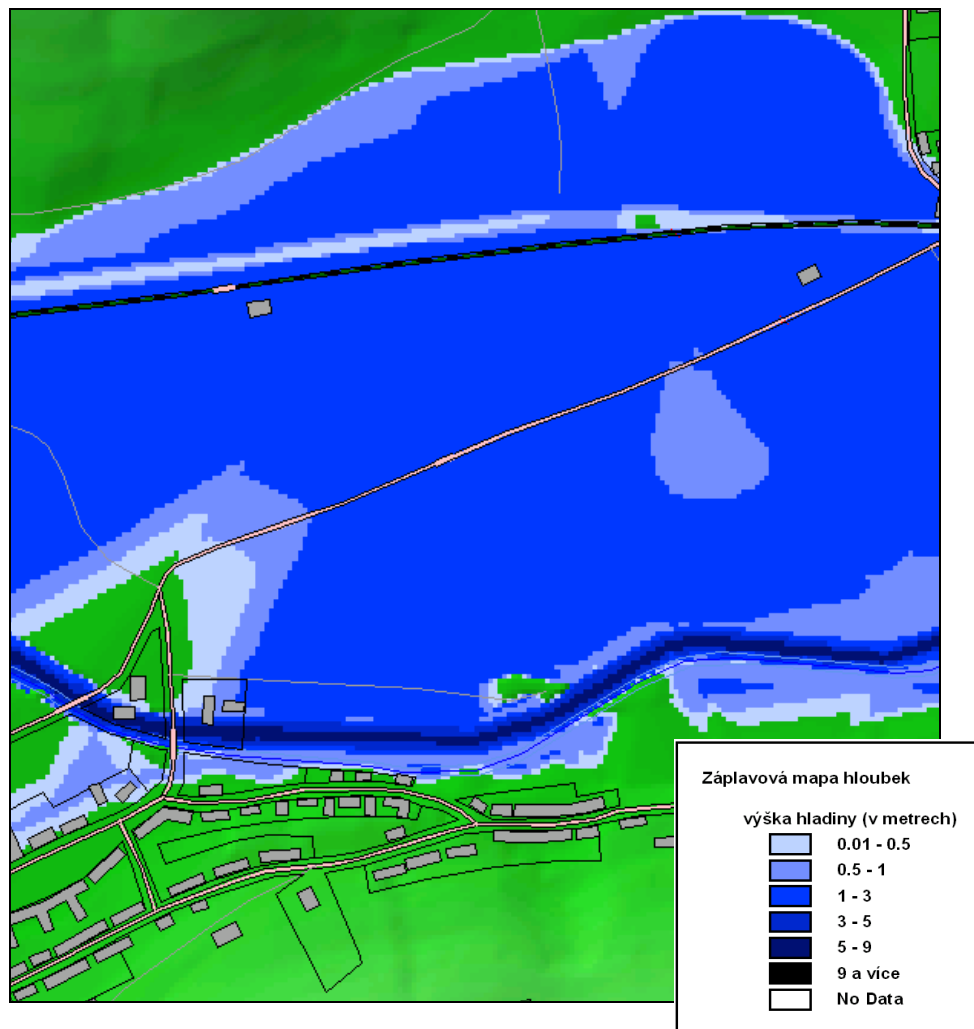 Záplavová mapa hloubek
výška hladiny (v metrech)
0.01 - 0.5
0.5 - 1
1 - 3
3 - 5
5 - 9
9 a více
No Data